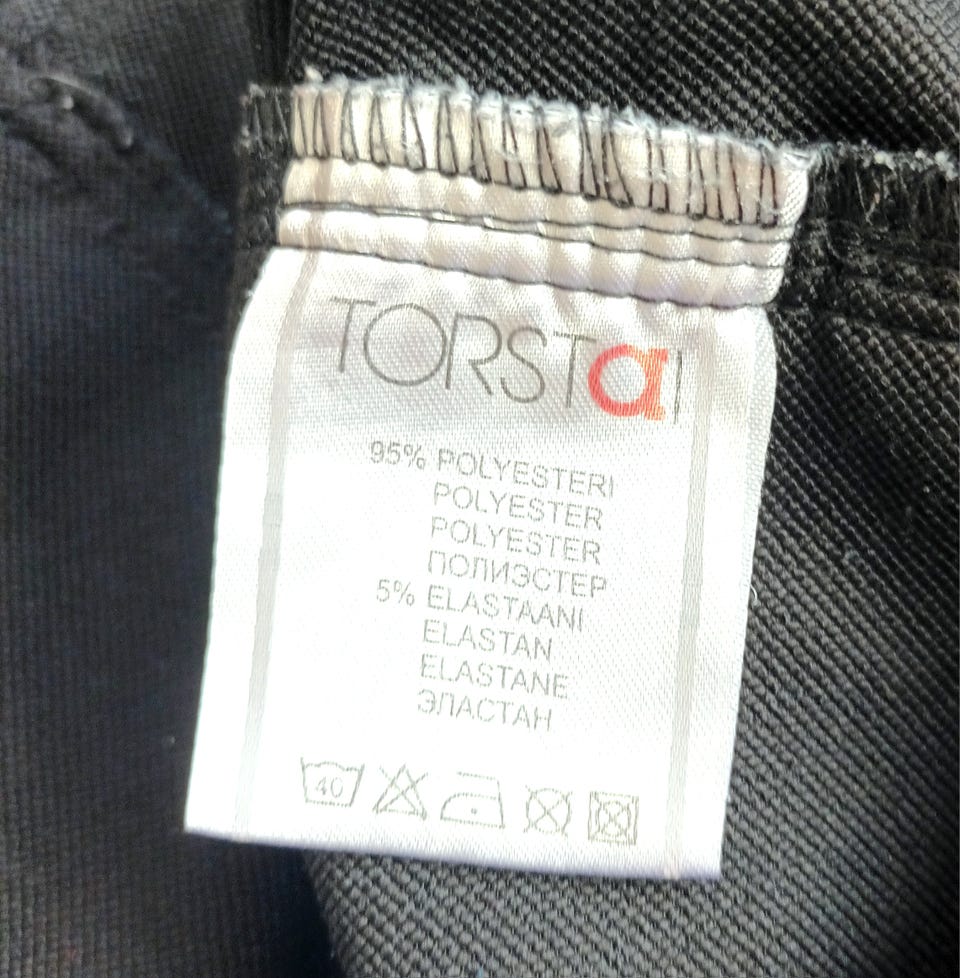 TORSTaI
95% POLYESTERI
POLYESTER
POLYESTER
ПОЛИЭСТЕР
5% ELASTAANI
ELASTAN
ELASTANE
ЭЛАСТАН
40